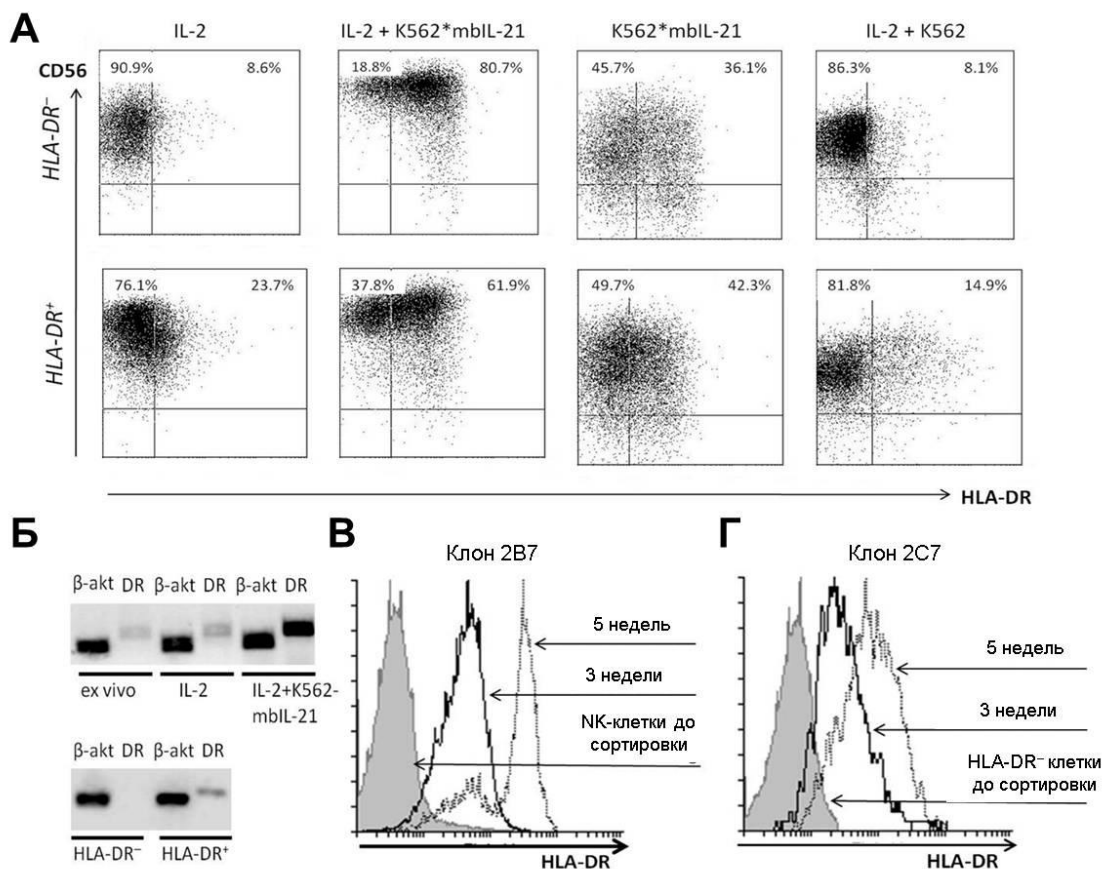 А
IL-2
IL-2 + K562*mbIL-21
K562*mbIL-21
IL-2 + K562
CD56
HLA-DR⁻
90.9% 8.6%
18.8% 80.7%
45.7% 36.1%
86.3% 8.1%
HLA-DR⁺
76.1% 23.7%
37.8% 61.9%
49.7% 42.3%
81.8% 14.9%
HLA-DR
Б
β-akt DR β-akt DR β-akt DR
ex vivo
IL-2
IL-2+K562-
mbIL-21
β-akt DR β-akt DR
HLA-DR⁻
HLA-DR⁺
В
Клон 2B7
5 недель
3 недели
NK-клетки до
сортировки
HLA-DR
Г
Клон 2C7
5 недель
3 недели
HLA-DR⁻ клетки
до сортировки
HLA-DR